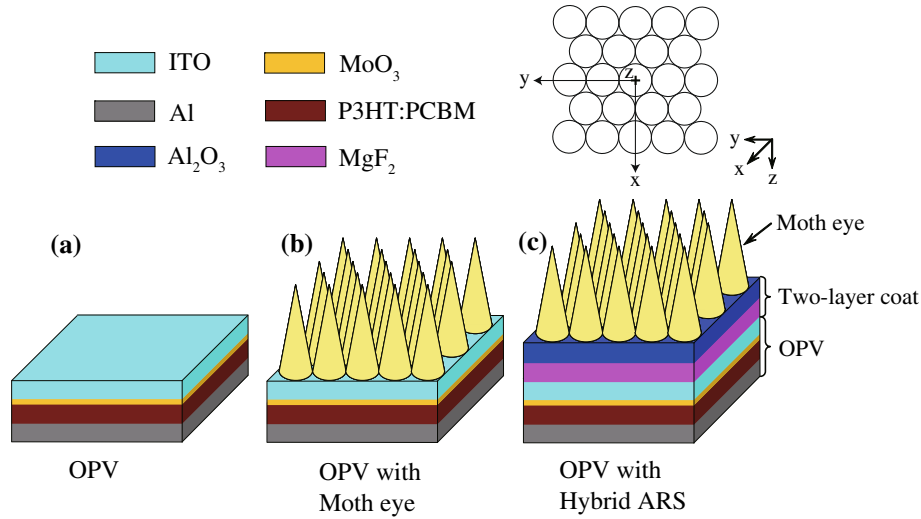 ITO
MoO3
Al
P3HT:PCBM
Al2O3
MgF2
y
z
x
y
x
z
(a)
(b)
(c)
Moth eye
Two-layer coat
OPV
OPV
OPV with
Moth eye
OPV with
Hybrid ARS